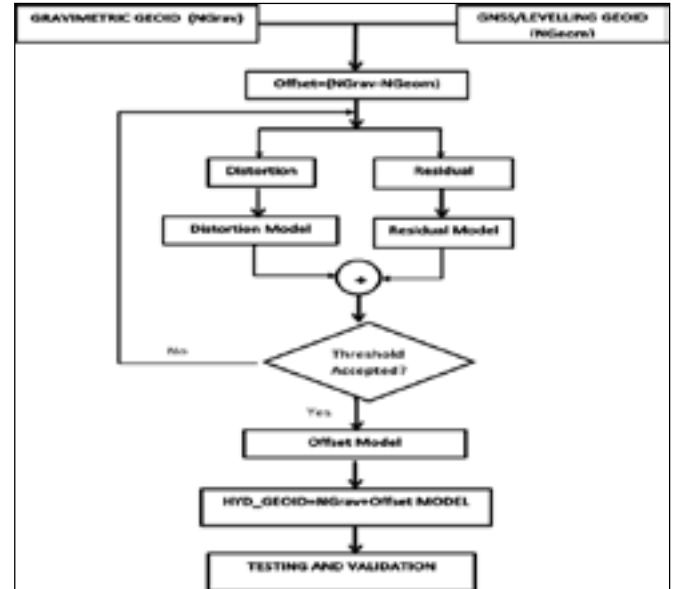 GRAVIMETRIC GEOID (NGrav)
GNSS/LEVELLING GEOID
(NGeom)
Offset=(NGrav-NGeom)
Distortion
Residual
Distortion Model
Residual Model
+
Threshold
Accepted?
No
Yes
Offset Model
HYD_GEOID=NGrav+Offset MODEL
TESTING AND VALIDATION